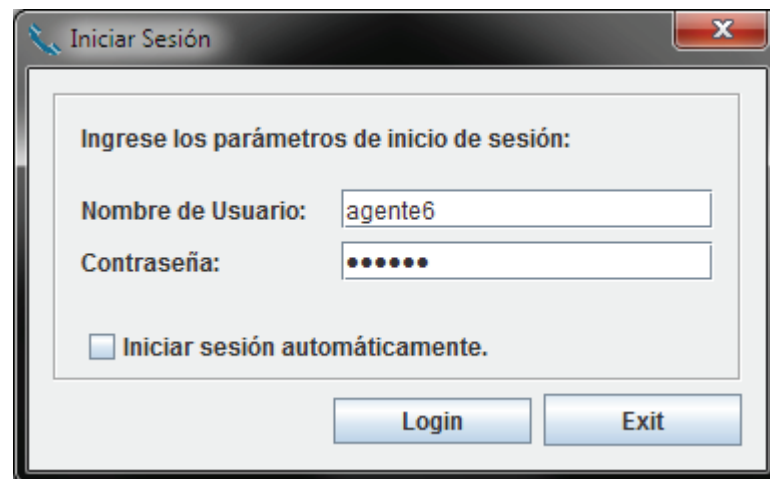 Iniciar Sesión
Ingrese los parámetros de inicio de sesión:
Nombre de Usuario: agente6
Contraseña: ●●●●●●
Iniciar sesión automáticamente.
Login Exit